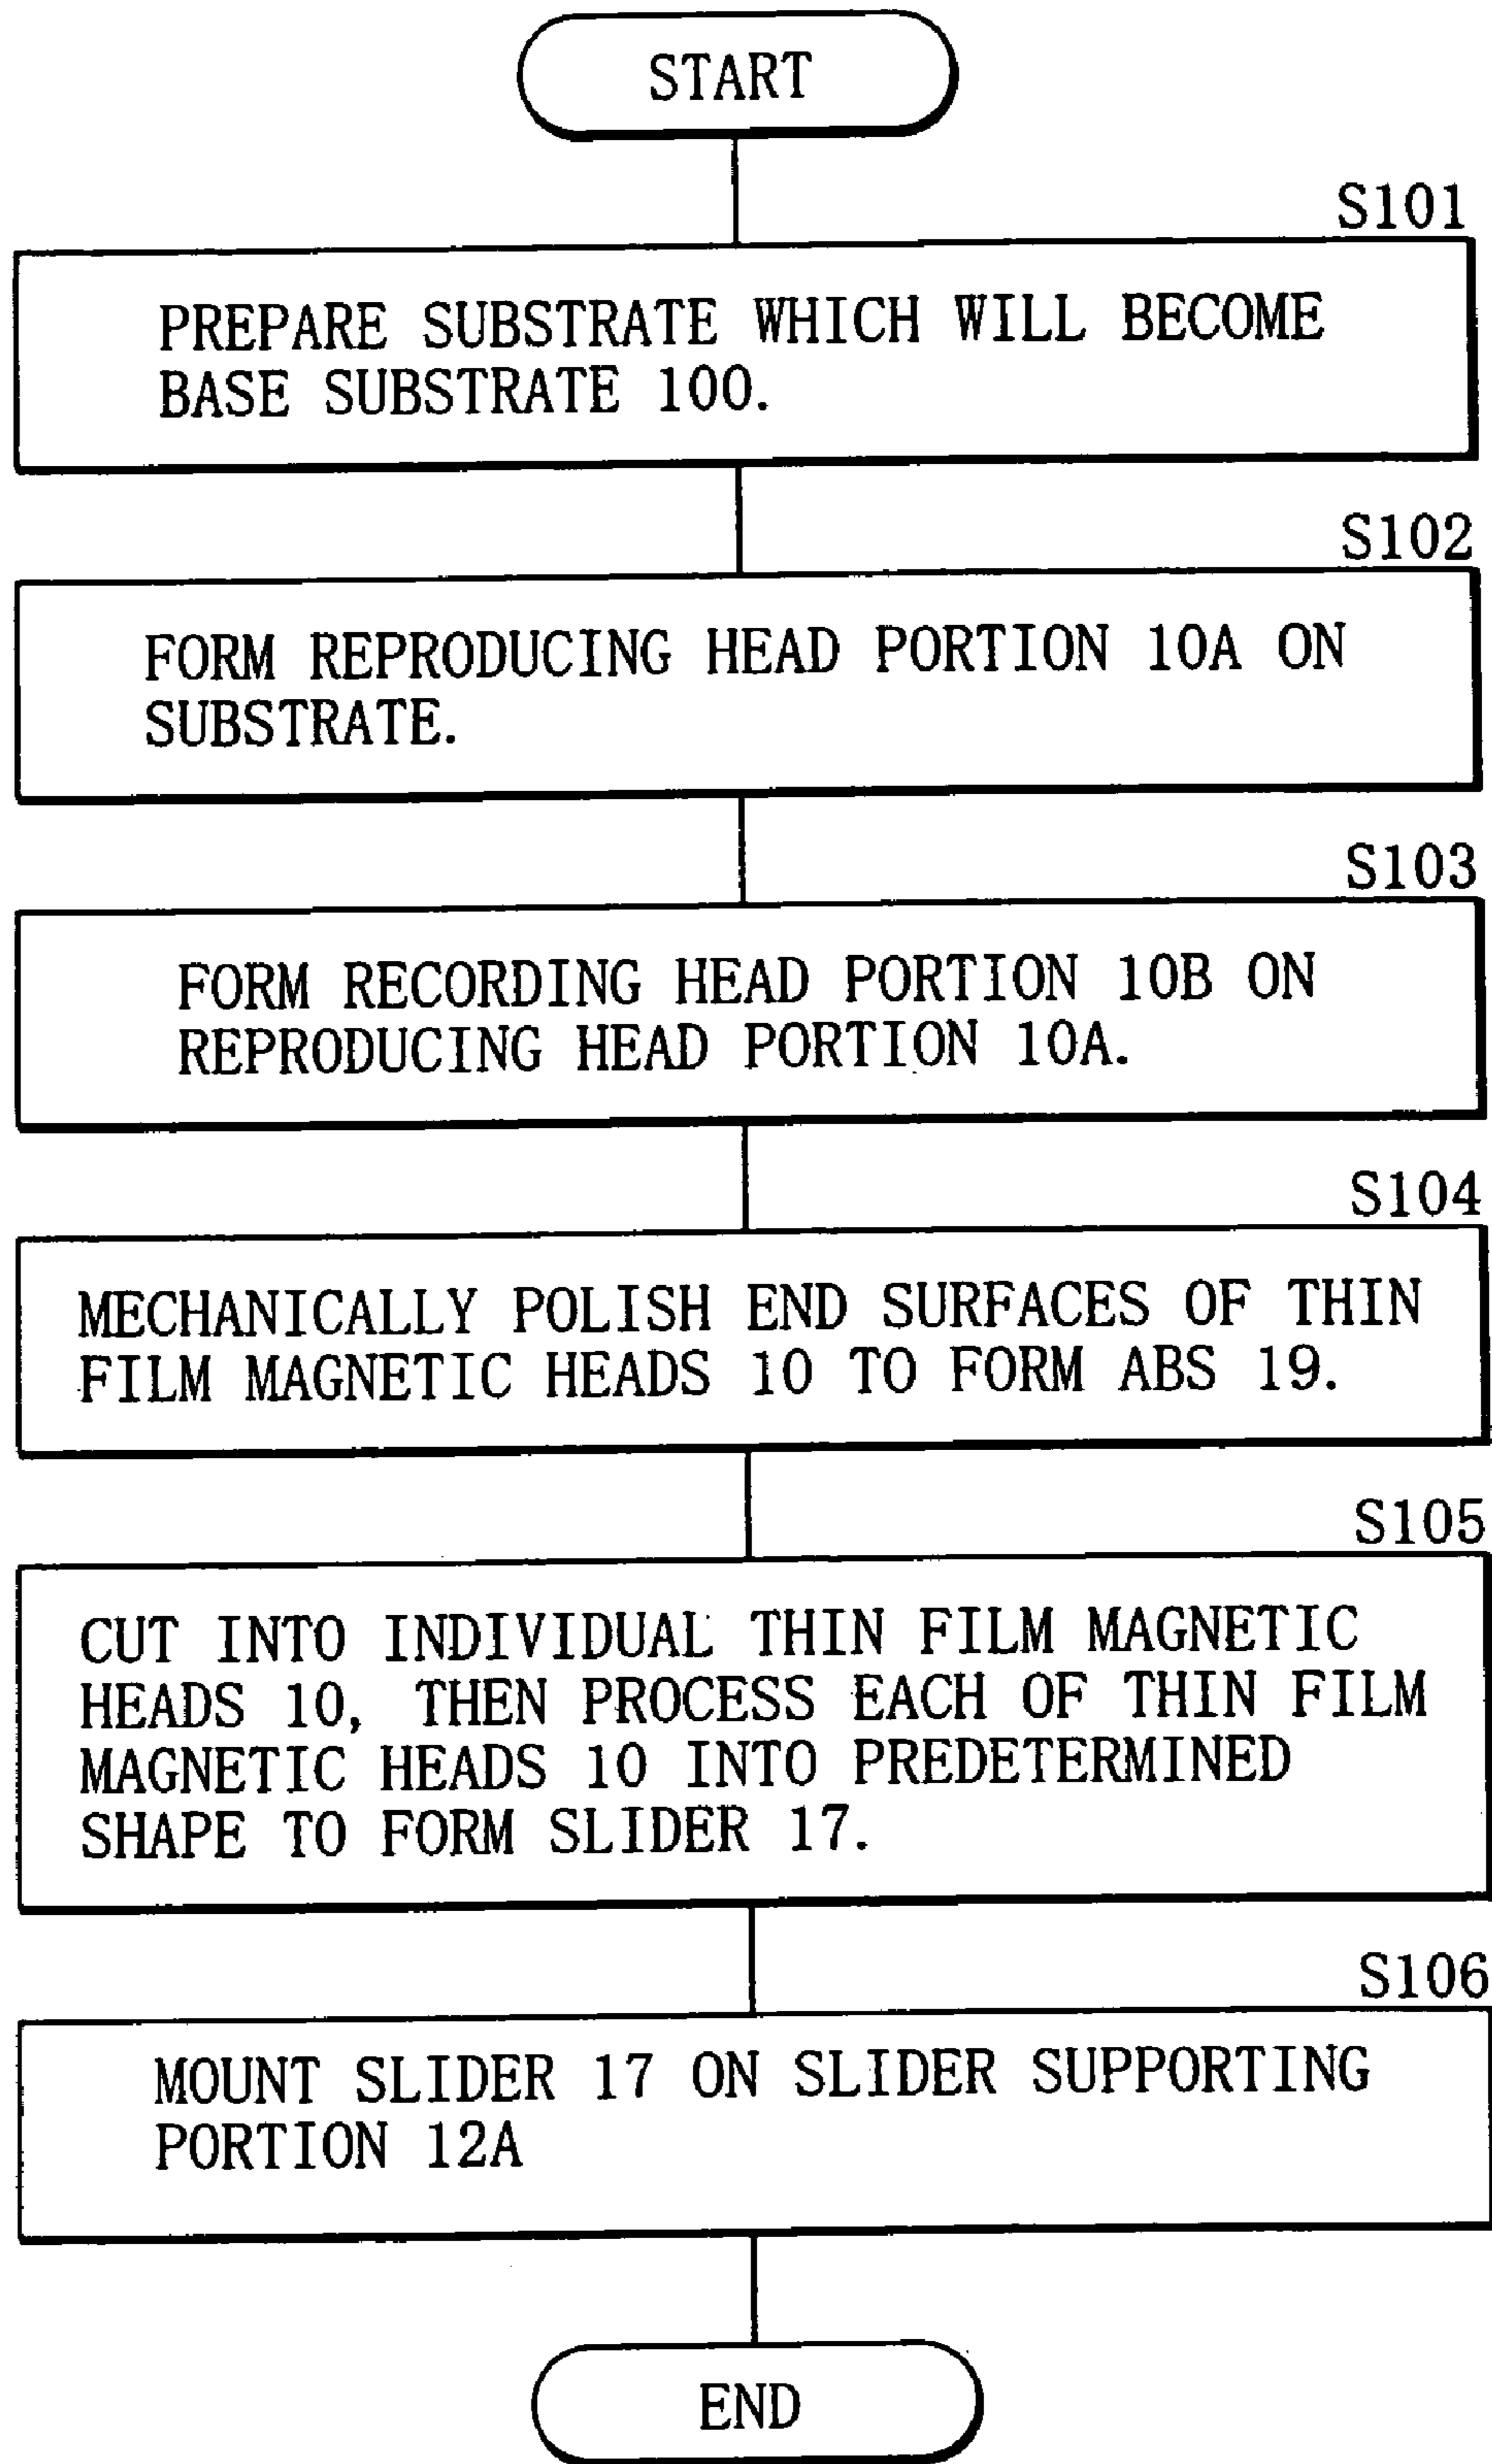 START
S101
PREPARE SUBSTRATE WHICH WILL BECOME
BASE SUBSTRATE 100.
S102
FORM REPRODUCING HEAD PORTION 10A ON
SUBSTRATE.
S103
FORM RECORDING HEAD PORTION 10B ON
REPRODUCING HEAD PORTION 10A.
S104
MECHANICALLY POLISH END SURFACES OF THIN
FILM MAGNETIC HEADS 10 TO FORM ABS 19.
S105
CUT INTO INDIVIDUAL THIN FILM MAGNETIC
HEADS 10, THEN PROCESS EACH OF THIN FILM
MAGNETIC HEADS 10 INTO PREDETERMINED
SHAPE TO FORM SLIDER 17.
S106
MOUNT SLIDER 17 ON SLIDER SUPPORTING
PORTION 12A
END